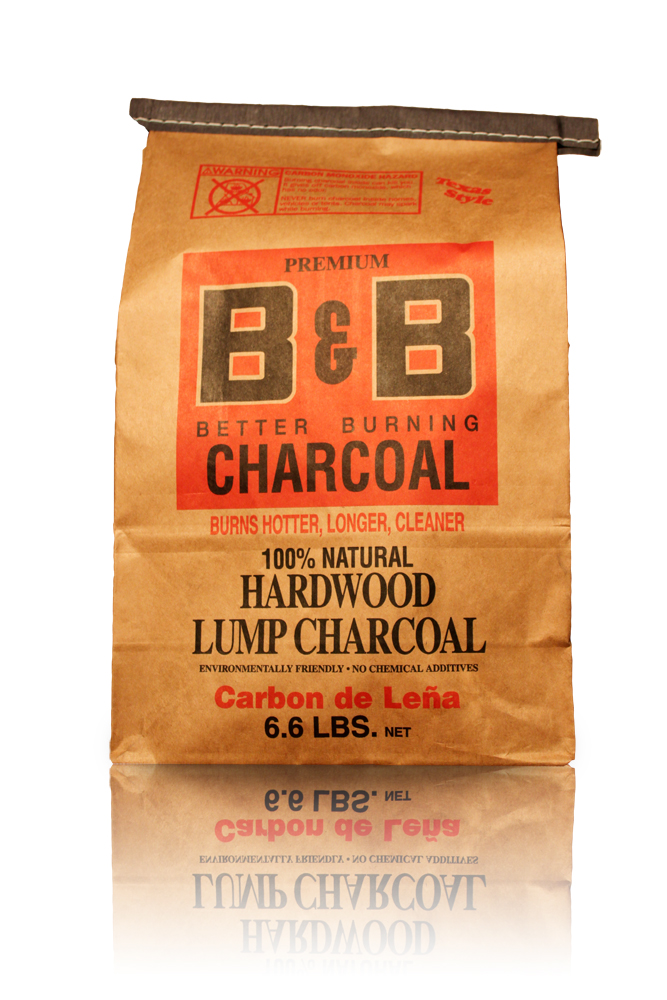 WARNING
CARBON MONOXIDE HAZARD
Texas
Style
PREMIUM
B&B
BETTER BURNING
CHARCOAL
BURNS HOTTER, LONGER, CLEANER
100% NATURAL
HARDWOOD
LUMP CHARCOAL
ENVIRONMENTALLY FRIENDLY • NO CHEMICAL ADDITIVES
Carbon de Leña
6.6 LBS. NET